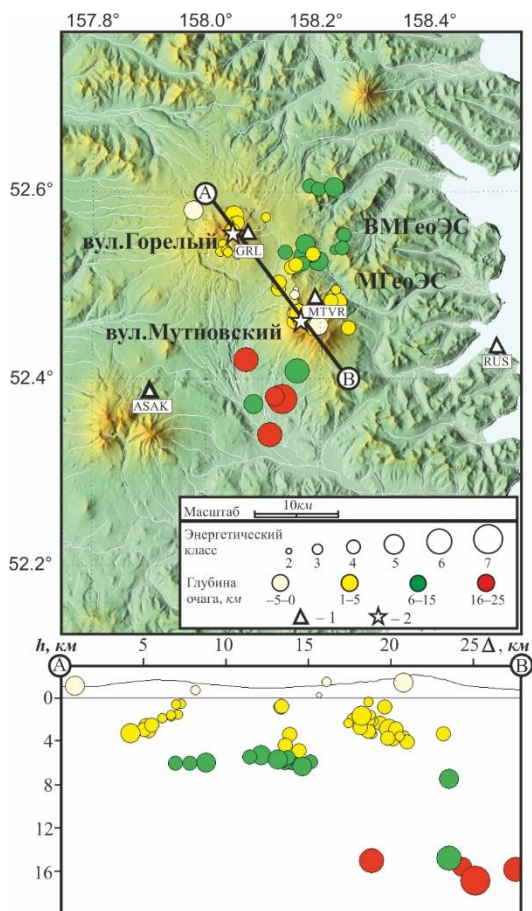 158.0° 158.2° 158.4°
52.6°
52.4°
52.2°
A
вул.Горелый
GRL
ВМГеоЭС
МГеоЭС
MTVR
вул.Мутновский
RUS
B
ASAK
Масштаб 10км
Энергетический
класс
2 3 4 5 6 7
Глубина
очага, км
–5–0 1–5 6–15 16–25
– 1 – 2
h, км 5 10 15 20 25 Δ, км
A B
0
4
8
12
16